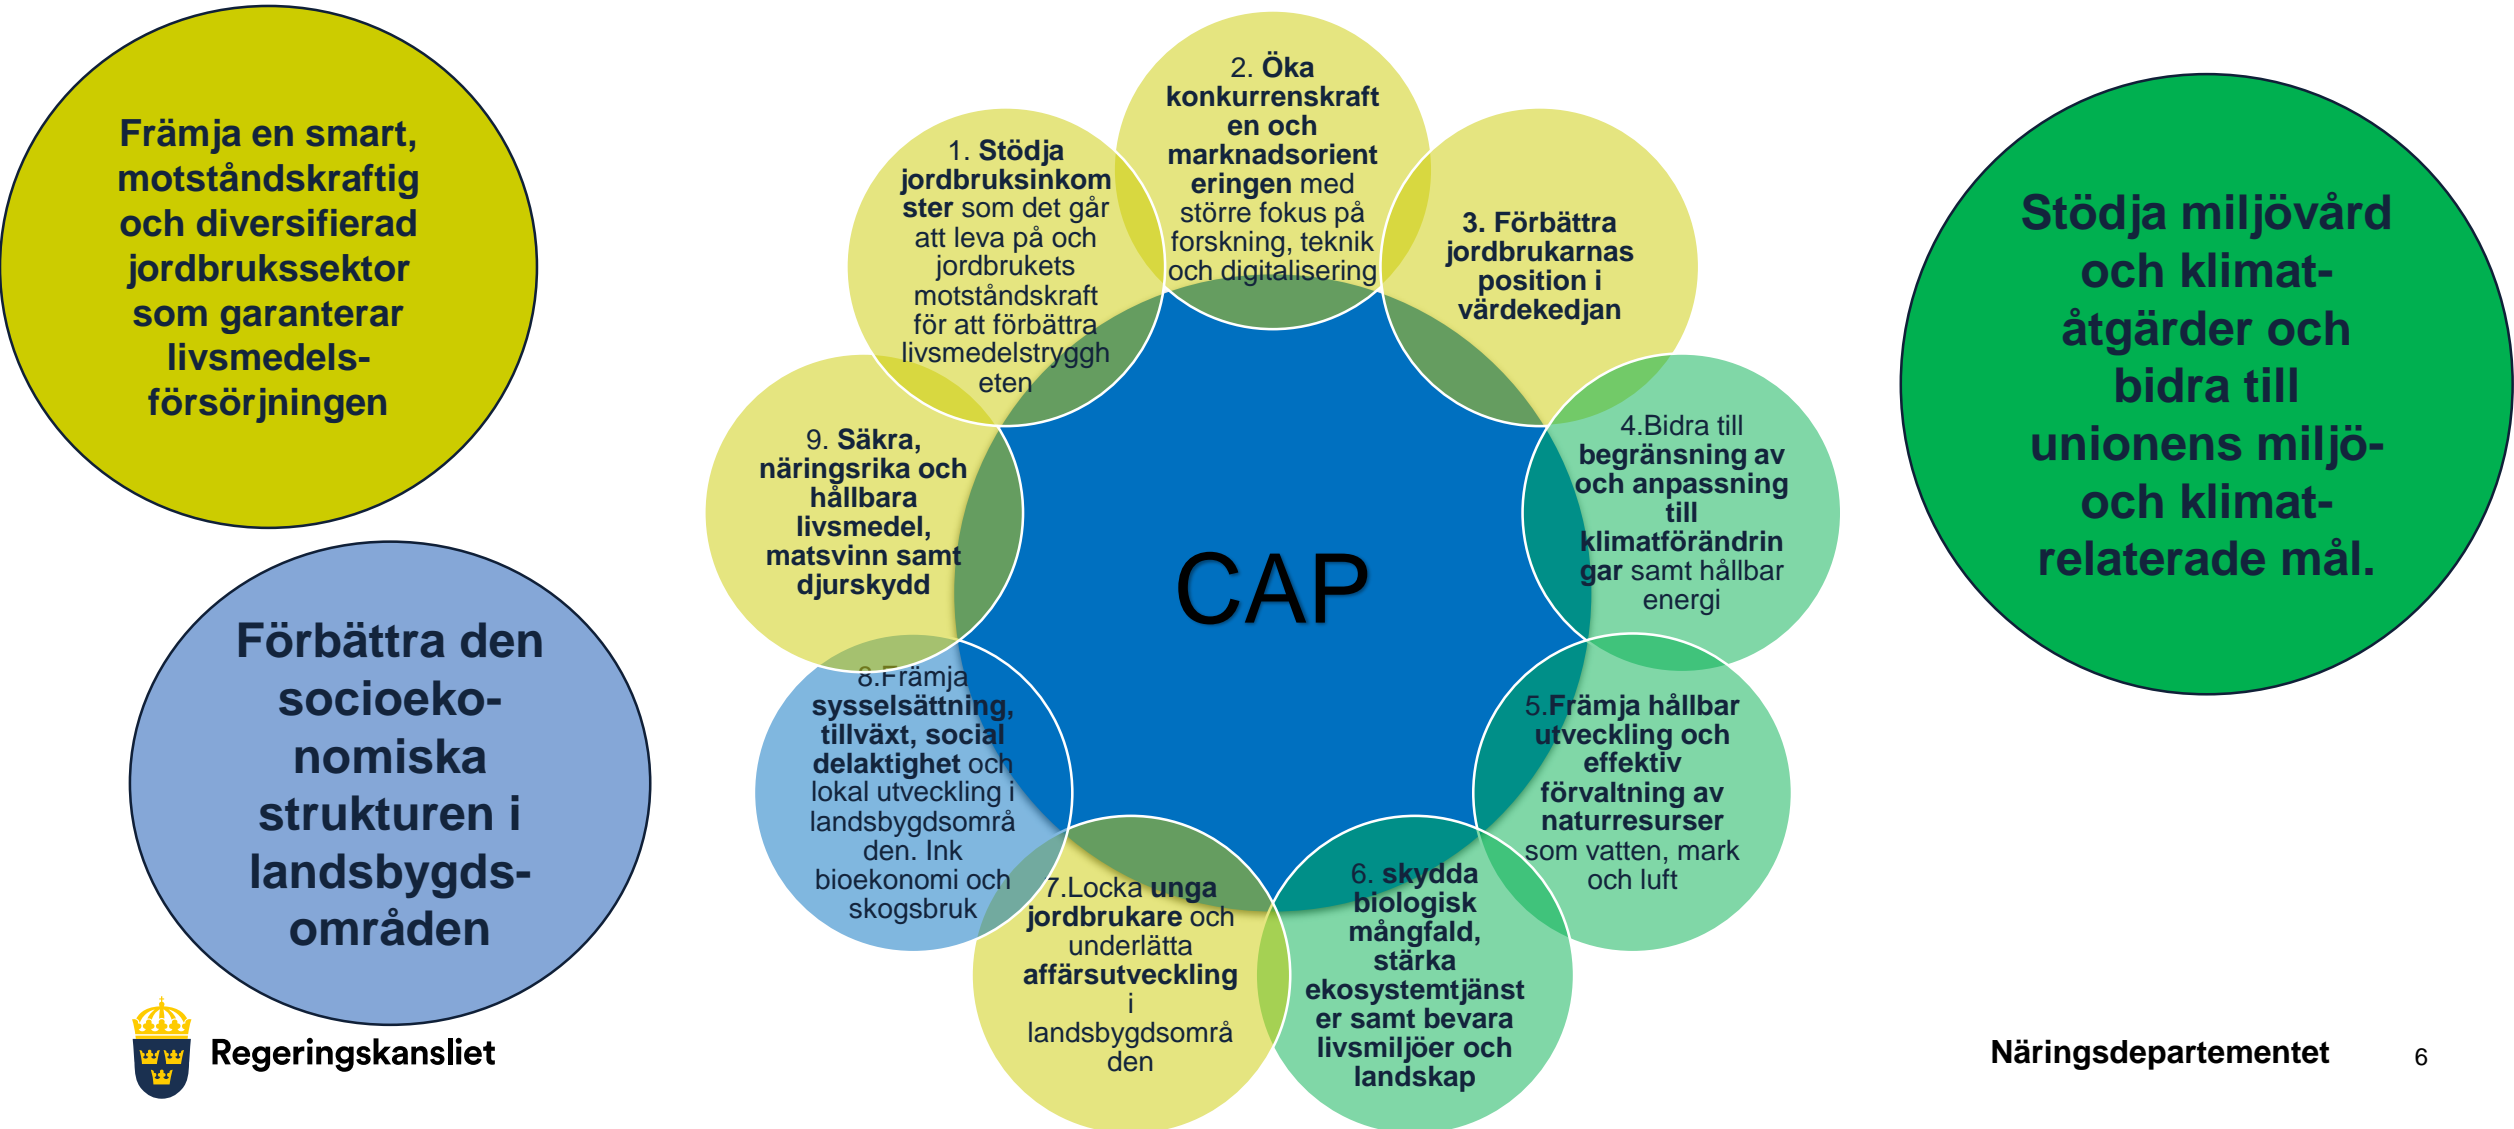 Främja en smart,
motståndskraftig
och diversifierad
jordbrukssektor
som garanterar
livsmedels-
försörjningen
Förbättra den
socioeko-
nomiska
strukturen i
landsbygds-
områden
1. Stödja
jordbruksinkom
ster som det går
att leva på och
jordbrukets
motståndskraft
för att förbättra
livsmedelstryggh
eten
2. Öka
konkurrenskraft
en och
marknadsorient
eringen med
större fokus på
forskning, teknik
och digitalisering
3. Förbättra
jordbrukarnas
position i
värdekedjan
4.Bidra till
begränsning av
och anpassning
till
klimatförändrin
gar samt hållbar
energi
5.Främja hållbar
utveckling och
effektiv
förvaltning av
naturresurser
som vatten, mark
och luft
6. skydda
biologisk
mångfald,
stärka
ekosystemtjänst
er samt bevara
livsmiljöer och
landskap
7.Locka unga
jordbrukare och
underlätta
affärsutveckling
i
landsbygdsområ
den
8.Främja
sysselsättning,
tillväxt, social
delaktighet och
lokal utveckling i
landsbygdsområ
den. Ink
bioekonomi och
skogsbruk
9. Säkra,
näringsrika och
hållbara
livsmedel,
matsvinn samt
djurskydd
CAP
Stödja miljövård
och klimat-
åtgärder och
bidra till
unionens miljö-
och klimat-
relaterade mål.
Regeringskansliet
Näringsdepartementet
6